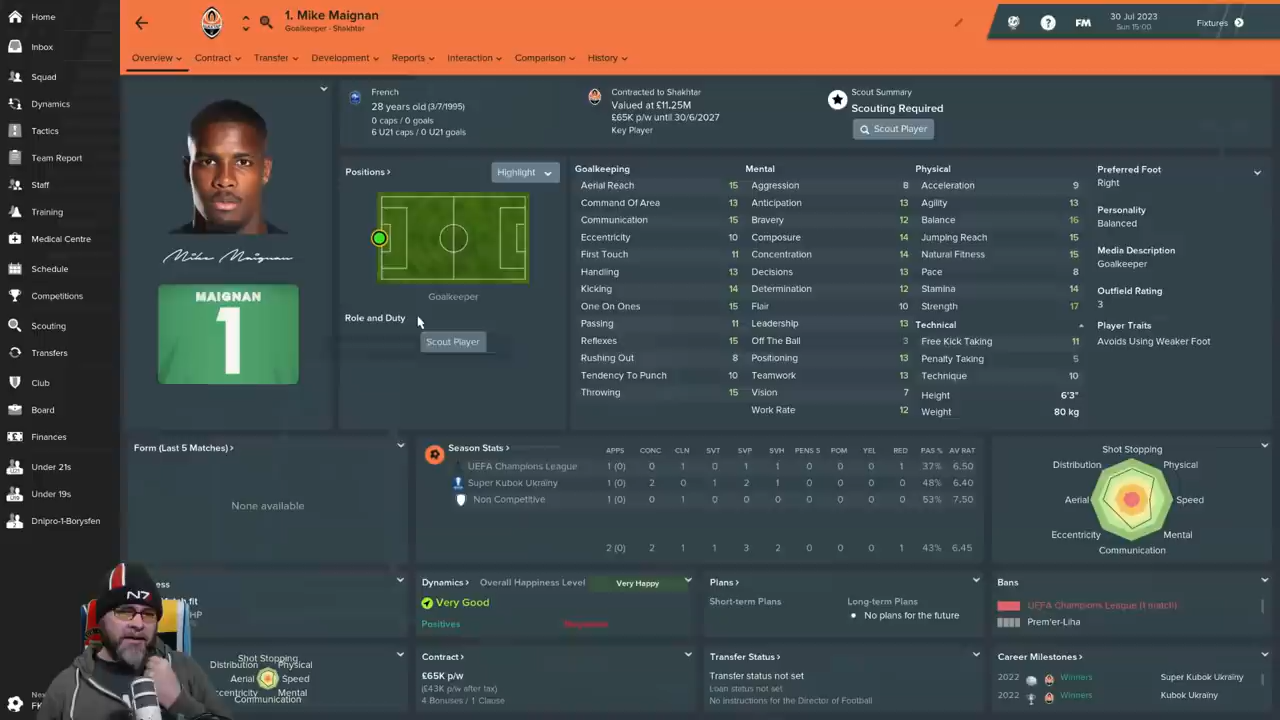 Home
Inbox
Squad
Dynamics
Tactics
Team Report
Staff
Training
Medical Centre
Schedule
Competitions
Scouting
Transfers
Club
Board
Finances
Under 21s
Under 19s
Dnipro-1-Borysfen
1. Mike Maignan
Goalkeeper - Shakhtar
FM
30 Jul 2023
Sun 15:00
Fixtures
Overview Contract Transfer Development Reports Interaction Comparison History
French
28 years old (3/7/1995)
0 caps / 0 goals
6 U21 caps / 0 U21 goals
Contracted to Shakhtar
Valued at £11.25M
£65K p/w until 30/6/2027
Key Player
Scout Summary
Scouting Required
Scout Player
Mike Maignan
MAIGNAN
1
Positions
Highlight
Goalkeeper
Role and Duty
Scout Player
Goalkeeping
Aerial Reach 15
Command Of Area 13
Communication 15
Eccentricity 10
First Touch 11
Handling 13
Kicking 14
One On Ones 15
Passing 11
Reflexes 15
Rushing Out 8
Tendency To Punch 10
Throwing 15
Mental
Aggression 8
Anticipation 13
Bravery 12
Composure 14
Concentration 14
Decisions 13
Determination 12
Flair 10
Leadership 13
Off The Ball 3
Positioning 13
Teamwork 13
Vision 7
Work Rate 12
Physical
Acceleration 9
Agility 13
Balance 16
Jumping Reach 15
Natural Fitness 15
Pace 8
Stamina 14
Strength 17
Technical
Free Kick Taking 11
Penalty Taking 5
Technique 10
Height 6'3"
Weight 80 kg
Preferred Foot
Right
Personality
Balanced
Media Description
Goalkeeper
Outfield Rating
3
Player Traits
Avoids Using Weaker Foot
Form (Last 5 Matches)
None available
Season Stats APPS CONC CLN SVT SVP SVH PENS S POM YEL RED PAS % AV RAT
UEFA Champions League 1 (0) 0 1 0 1 1 0 0 0 1 37% 6.50
Super Kubok Ukrainy 1 (0) 2 0 1 2 1 0 0 0 0 48% 6.40
Non Competitive 1 (0) 0 1 0 0 0 0 0 0 0 53% 7.50
2 (0) 2 1 1 3 2 0 0 0 1 43% 6.45
Shot Stopping
Distribution Physical
Aerial Speed
Eccentricity Mental
Communication
Dynamics Overall Happiness Level Very Happy
Very Good
Positives
Plans
Short-term Plans
Long-term Plans
No plans for the future
Bans
UEFA Champions League (1 match)
Prem'er-Liha
N7
Shot Stopping
Distribution Physical
Aerial Speed
Mental
Communication
Contract
£65K p/w
(£43K p/w after tax)
4 Bonuses / 1 Clause
Transfer Status
Transfer status not set
Loan status not set
No instructions for the Director of Football
Career Milestones
2022 Winners Super Kubok Ukrainy
2022 Winners Kubok Ukrainy